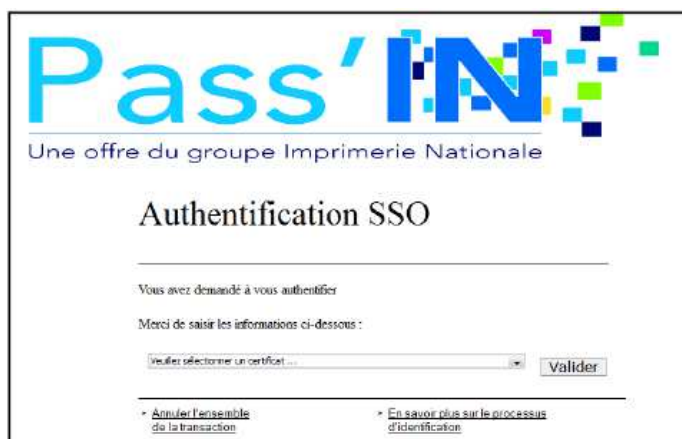 Pass'IN
Une offre du groupe Imprimerie Nationale
Authentification SSO
Vous avez demandé à vous authentifier
Merci de saisir les informations ci-dessous :
Veuillez sélectionner un certificat ...
Valider
Annuler l'ensemble
de la transaction
En savoir plus sur le processus
d'identification